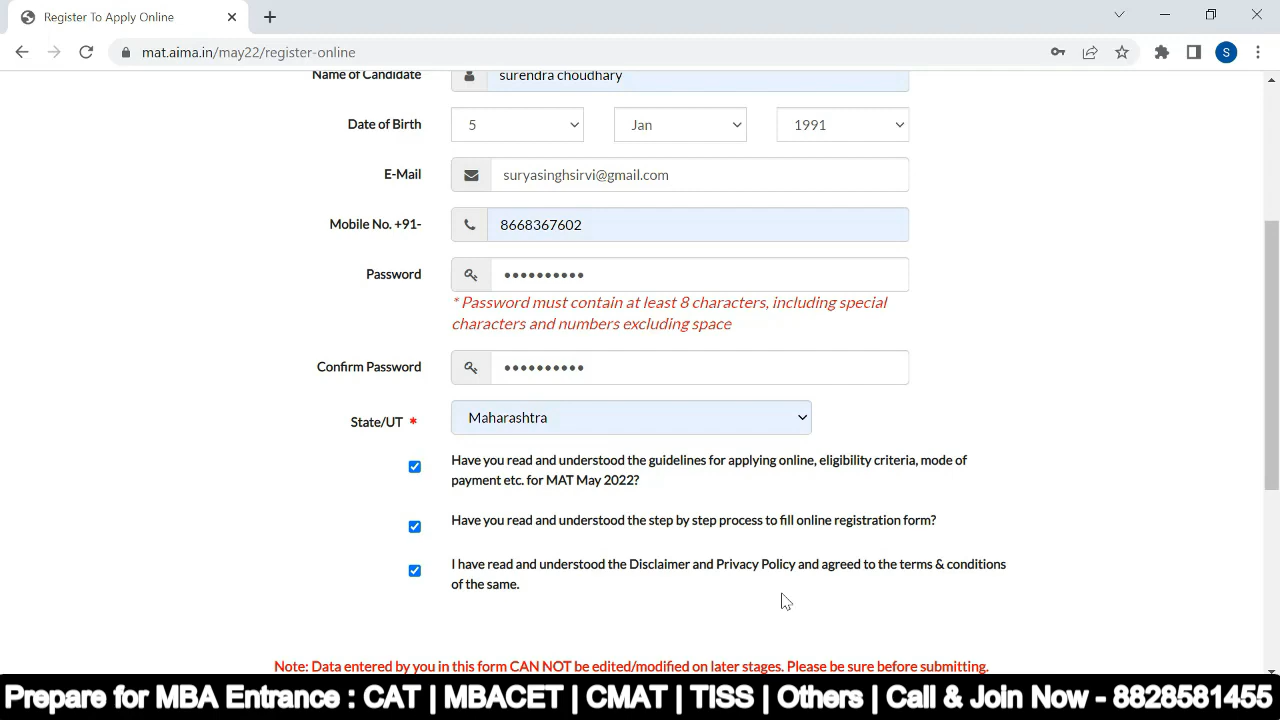 Register To Apply Online
mat.aima.in/may22/register-online
S
Name of Candidate surendra choudhary
Date of Birth 5 Jan 1991
E-Mail suryasinghsirvi@gmail.com
Mobile No. +91- 8668367602
Password ••••••••••
* Password must contain at least 8 characters, including special
characters and numbers excluding space
Confirm Password ••••••••••
State/UT * Maharashtra
Have you read and understood the guidelines for applying online, eligibility criteria, mode of
payment etc. for MAT May 2022?
Have you read and understood the step by step process to fill online registration form?
I have read and understood the Disclaimer and Privacy Policy and agreed to the terms & conditions
of the same.
Note: Data entered by you in this form CAN NOT be edited/modified on later stages. Please be sure before submitting.
Prepare for MBA Entrance : CAT | MBACET | CMAT | TISS | Others | Call & Join Now - 8828581455